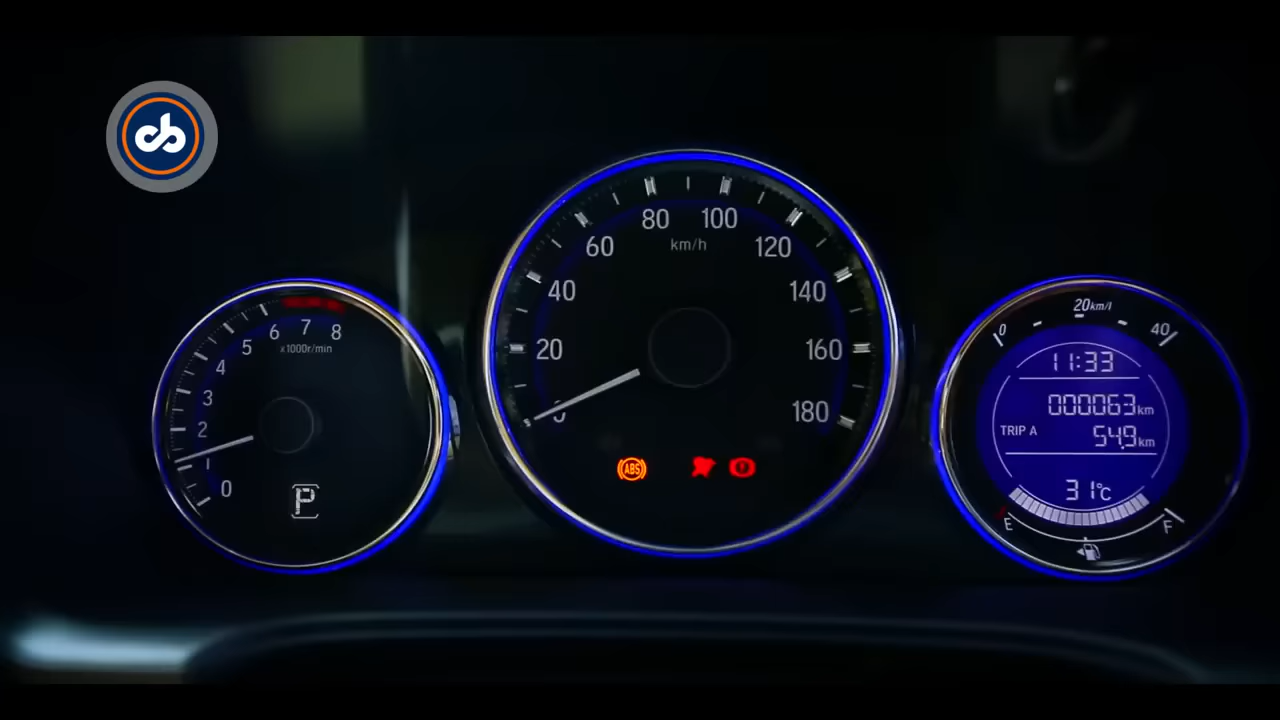 cb
80 100
km/h
60 120
40 140
20 160
0 180
ABS
5 6 7 8
x1000r/min
4
3
2
1
0
P
0 20km/l 40
11:33
000063km
TRIP A 54.9km
31°C
E F